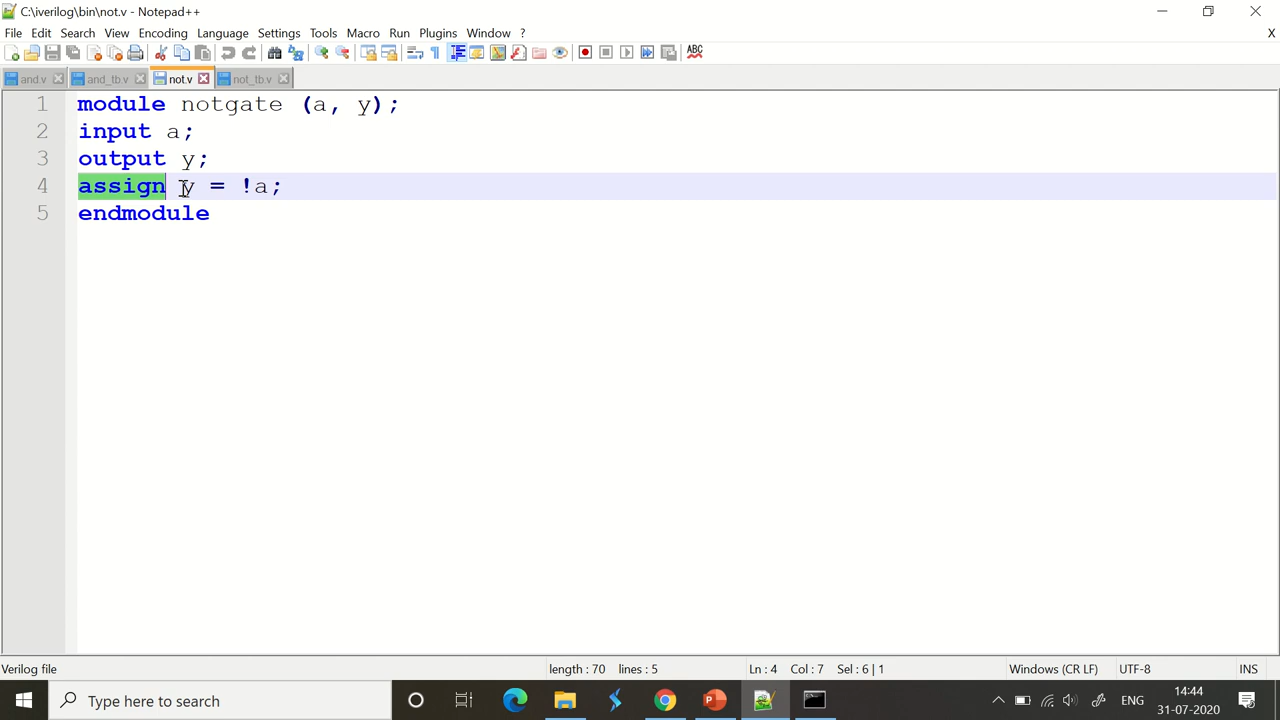 C:\iverilog\bin\not.v - Notepad++
File Edit Search View Encoding Language Settings Tools Macro Run Plugins Window ? X
ABC
and.v and_tb.v not.v not_tb.v
1 module notgate (a, y);
2 input a;
3 output y;
4 assign y = !a;
5 endmodule
Verilog file length : 70 lines : 5 Ln : 4 Col : 7 Sel : 6 | 1 Windows (CR LF) UTF-8 INS
Type here to search ENG 14:44
31-07-2020